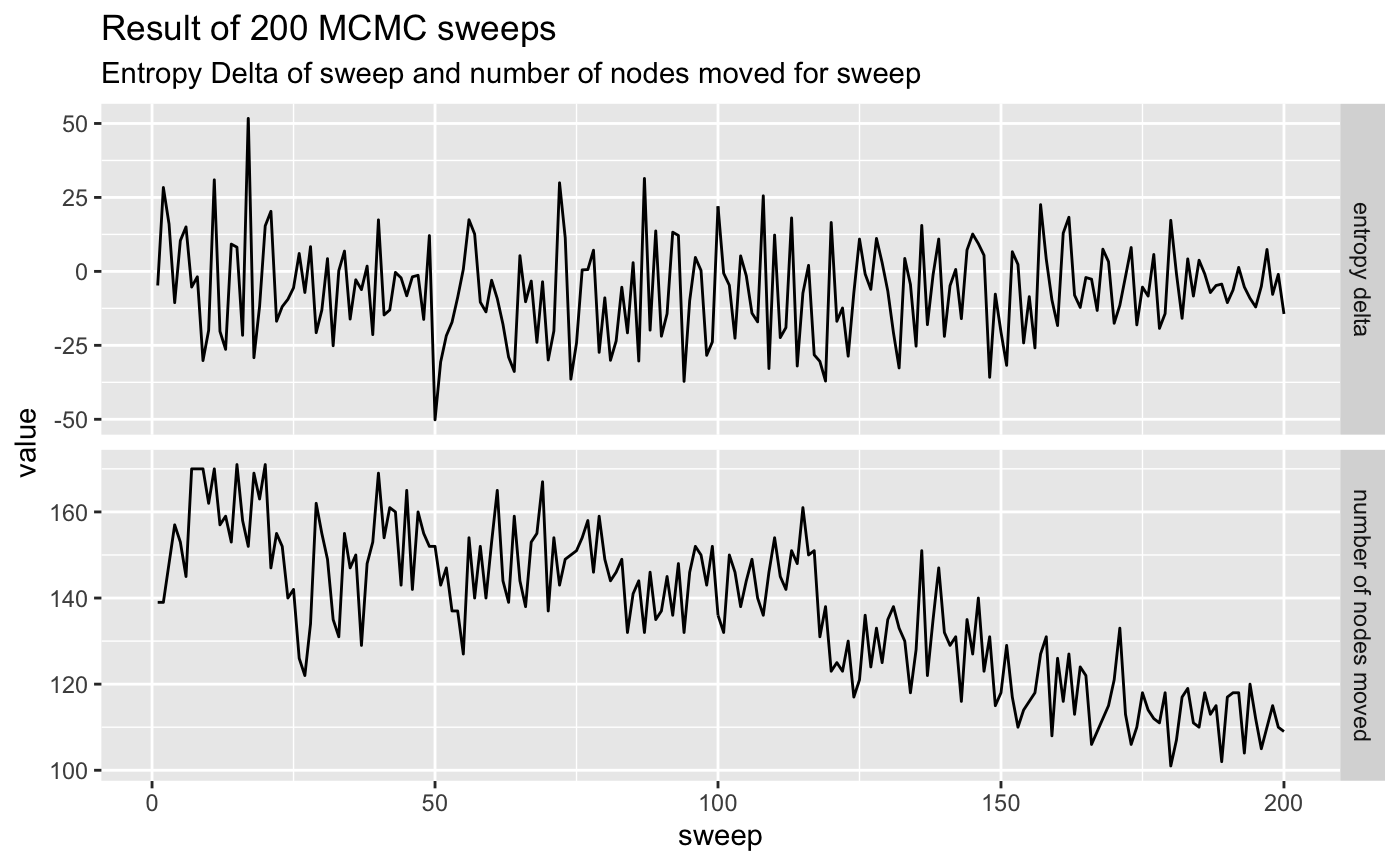 Result of 200 MCMC sweeps
Entropy Delta of sweep and number of nodes moved for sweep
50
25
0
-25
-50
entropy delta
value
160
140
120
100
number of nodes moved
0 50 100 150 200
sweep